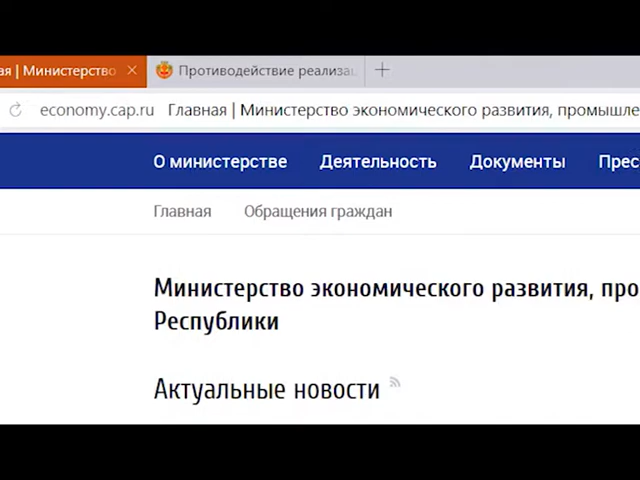 ая | Министерство
Противодействие реализац
economy.cap.ru Главная | Министерство экономического развития, промышле
О министерстве Деятельность Документы Прес
Главная Обращения граждан
Министерство экономического развития, про
Республики
Актуальные новости